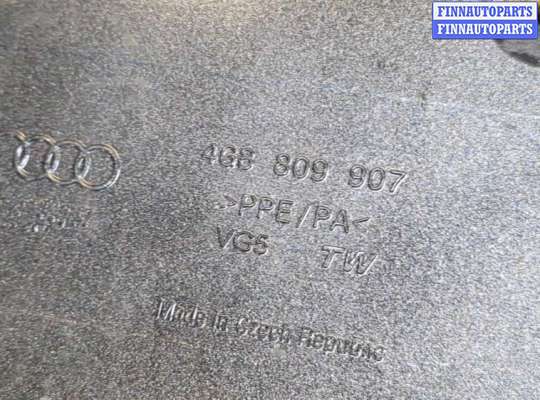 FINNAUTOPARTS
FINNAUTOPARTS
4G8 809 907
>PPE/PA<
VG5 TW
Made in Czech Republic